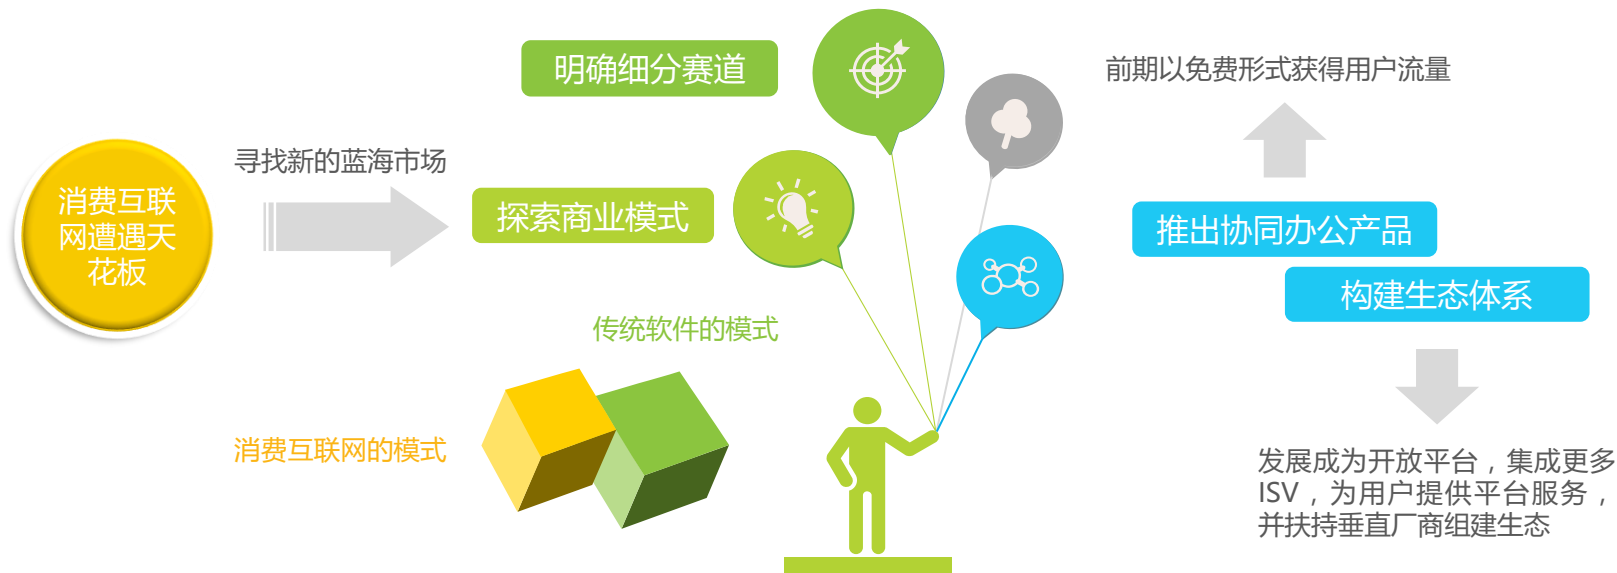 明确细分赛道
前期以免费形式获得用户流量
寻找新的蓝海市场
消费互联
网遭遇天
花板
探索商业模式
推出协同办公产品
构建生态体系
传统软件的模式
消费互联网的模式
发展成为开放平台，集成更多
ISV，为用户提供平台服务，
并扶持垂直厂商组建生态